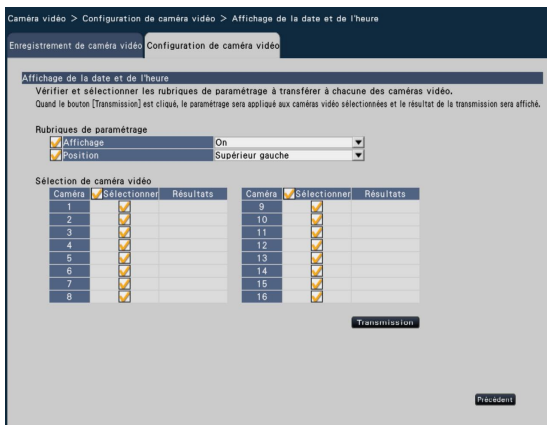 Caméra vidéo > Configuration de caméra vidéo > Affichage de la date et de l'heure
Enregistrement de caméra vidéo Configuration de caméra vidéo
Affichage de la date et de l'heure
Vérifier et sélectionner les rubriques de paramétrage à transférer à chacune des caméras vidéo.
Quand le bouton [Transmission] est cliqué, le paramétrage sera appliqué aux caméras vidéo sélectionnées et le résultat de la transmission sera affiché.
Rubriques de paramétrage
Affichage On
Position Supérieur gauche
Sélection de caméra vidéo
Caméra Sélectionner Résultats Caméra Sélectionner Résultats
1 9
2 10
3 11
4 12
5 13
6 14
7 15
8 16
Transmission
Précédent